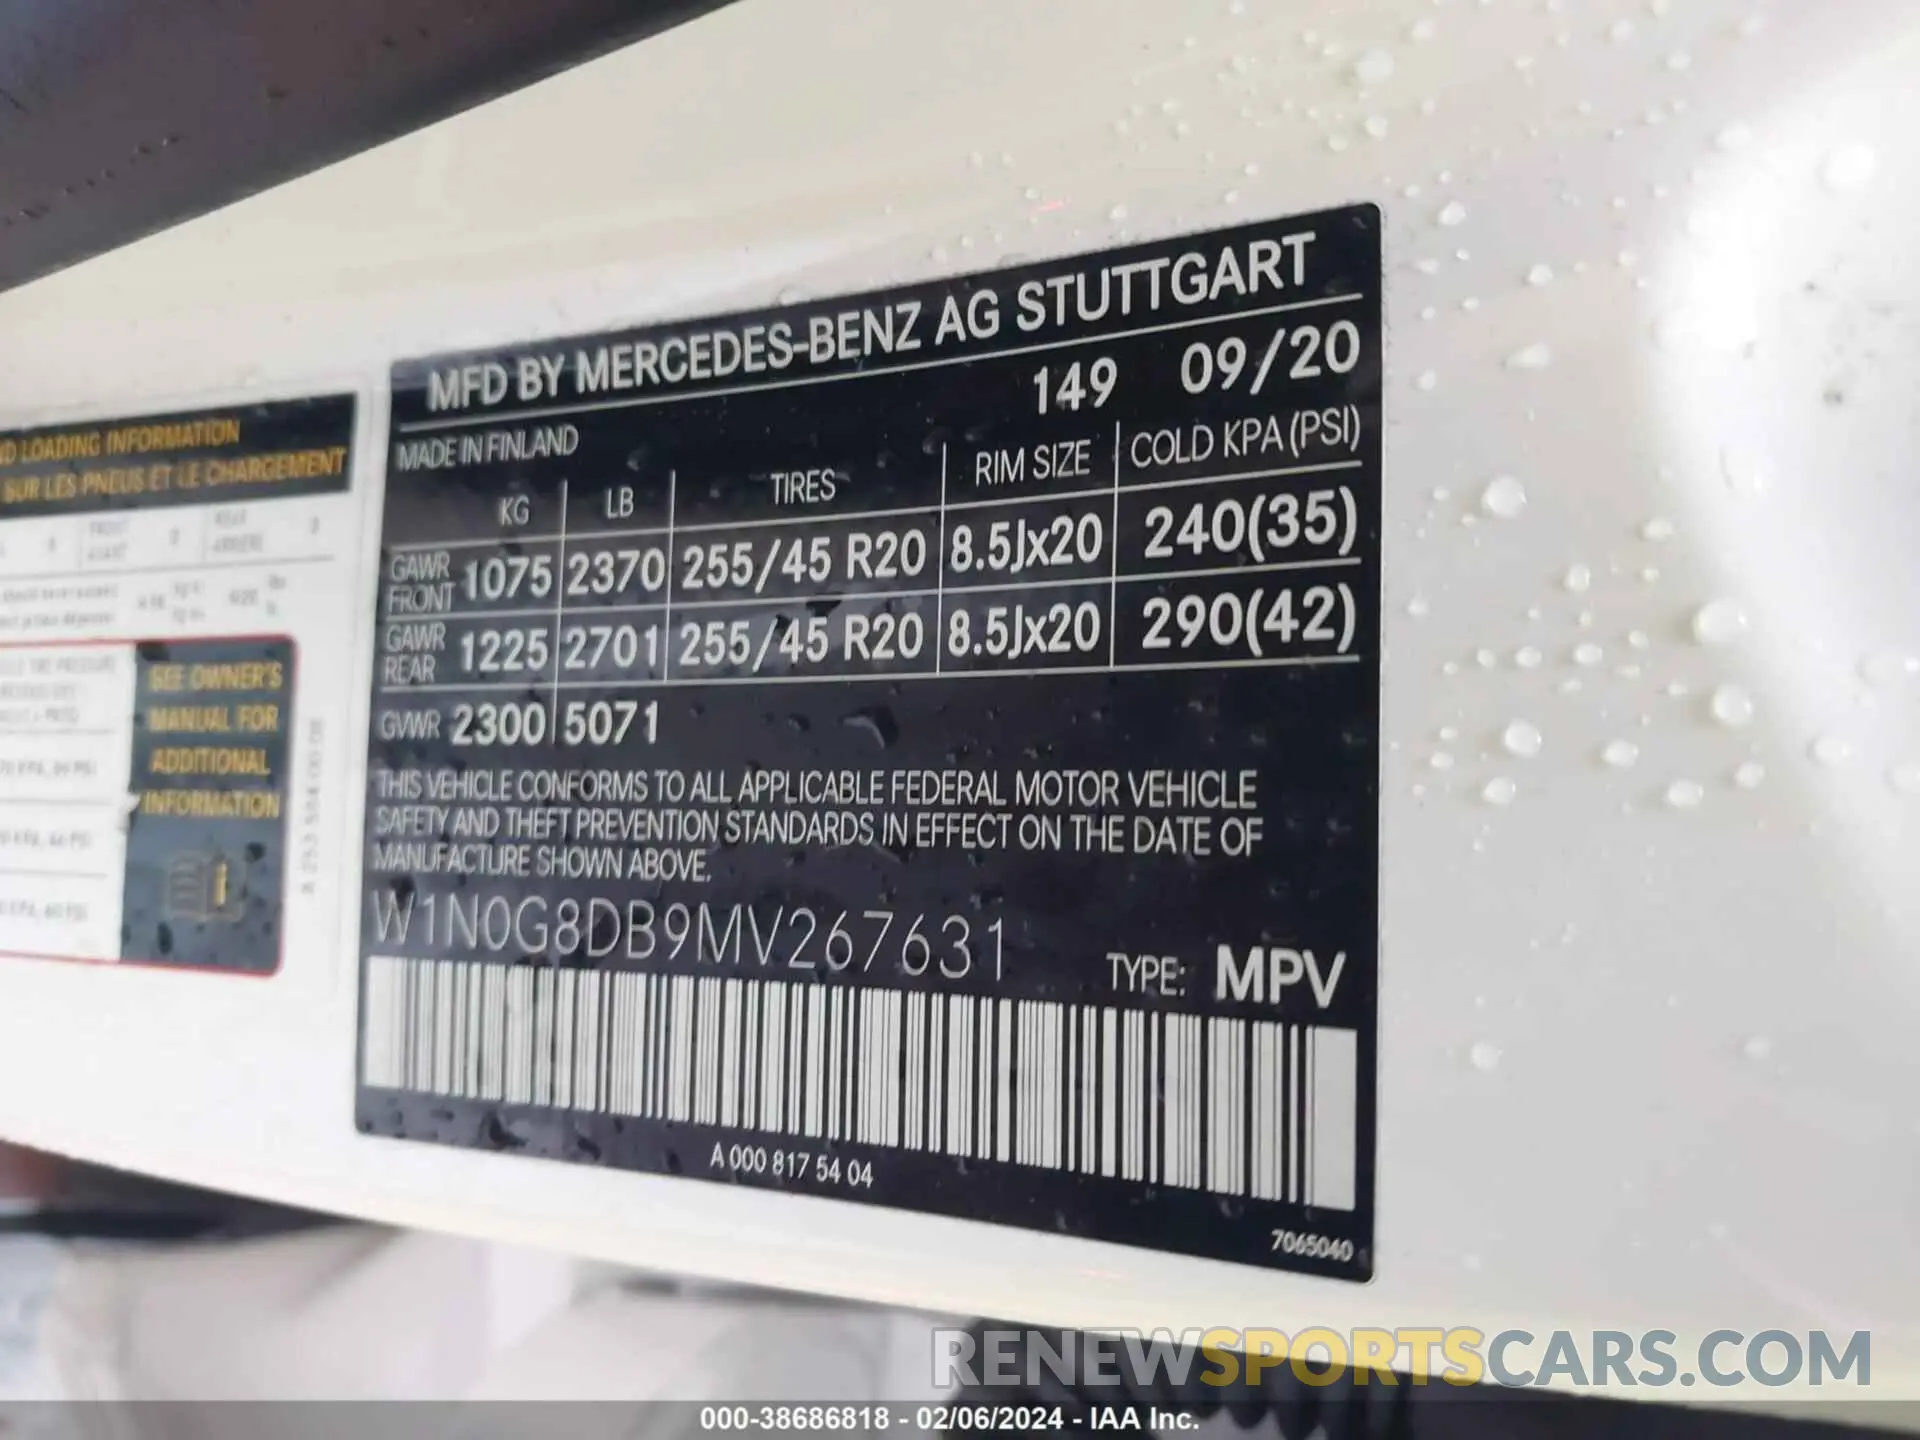 MFD BY MERCEDES-BENZ AG STUTTGART
149 09/20
MADE IN FINLAND
KG LB TIRES RIM SIZE COLD KPA (PSI)
GAWR FRONT 1075 2370 255/45 R20 8.5Jx20 240(35)
GAWR REAR 1225 2701 255/45 R20 8.5Jx20 290(42)
GVWR 2300 5071
THIS VEHICLE CONFORMS TO ALL APPLICABLE FEDERAL MOTOR VEHICLE
SAFETY AND THEFT PREVENTION STANDARDS IN EFFECT ON THE DATE OF
MANUFACTURE SHOWN ABOVE.
W1N0G8DB9MV267631
TYPE: MPV
A 000 817 54 04
7065040
LOADING INFORMATION
SUR LES PNEUS ET LE CHARGEMENT
SEE OWNER'S
MANUAL FOR
ADDITIONAL
INFORMATION
RENEWSPORTSCARS.COM
000-38686818 - 02/06/2024 - IAA Inc.